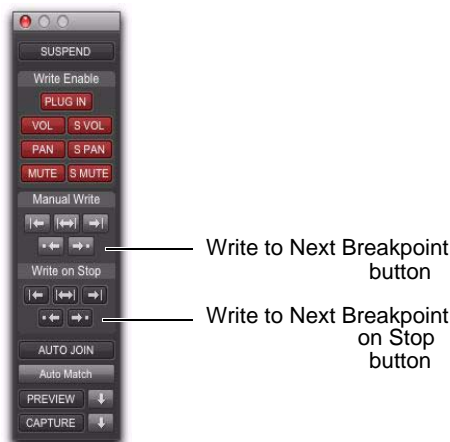 SUSPEND
Write Enable
PLUG IN
VOL S VOL
PAN S PAN
MUTE S MUTE
Manual Write
Write to Next Breakpoint
button
Write on Stop
Write to Next Breakpoint
on Stop
button
AUTO JOIN
Auto Match
PREVIEW
CAPTURE